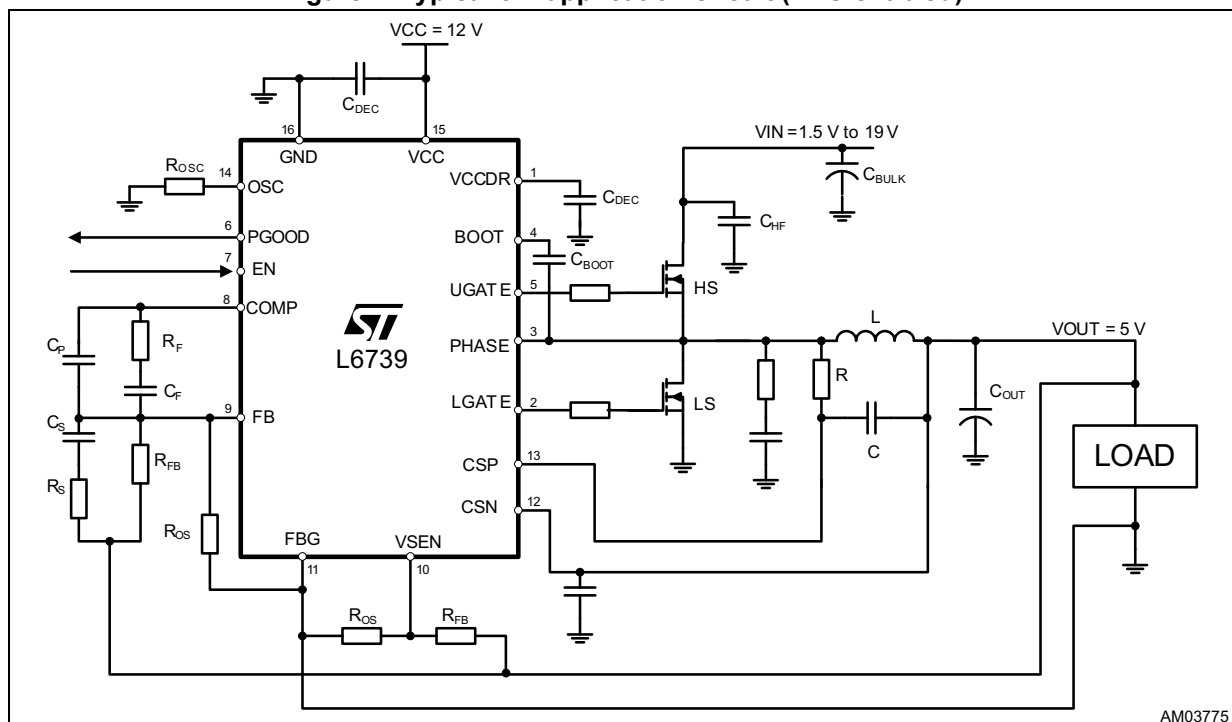 VCC = 12 V
CDEC
16
15
GND
VCC
VIN =1.5 V to 19 V
ROSC
14
OSC
VCCDR
1
CDEC
CBULK
CHF
6
PGOOD
BOOT
4
CBOOT
7
EN
UGATE
5
HS
8
COMP
ST
L6739
PHASE
3
L
VOUT = 5 V
CP
RF
CF
R
LGATE
2
LS
COUT
C
9
FB
CS
RFB
RS
CSP
13
LOAD
CSN
12
ROS
FBG
VSEN
11
10
ROS
RFB
AM03775